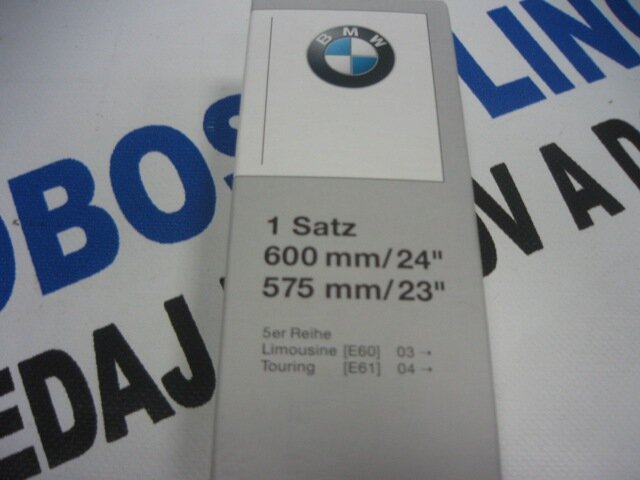 BMW
1 Satz
600 mm/24"
575 mm/23"
5er Reihe
Limousine [E60] 03 →
Touring [E61] 04 →